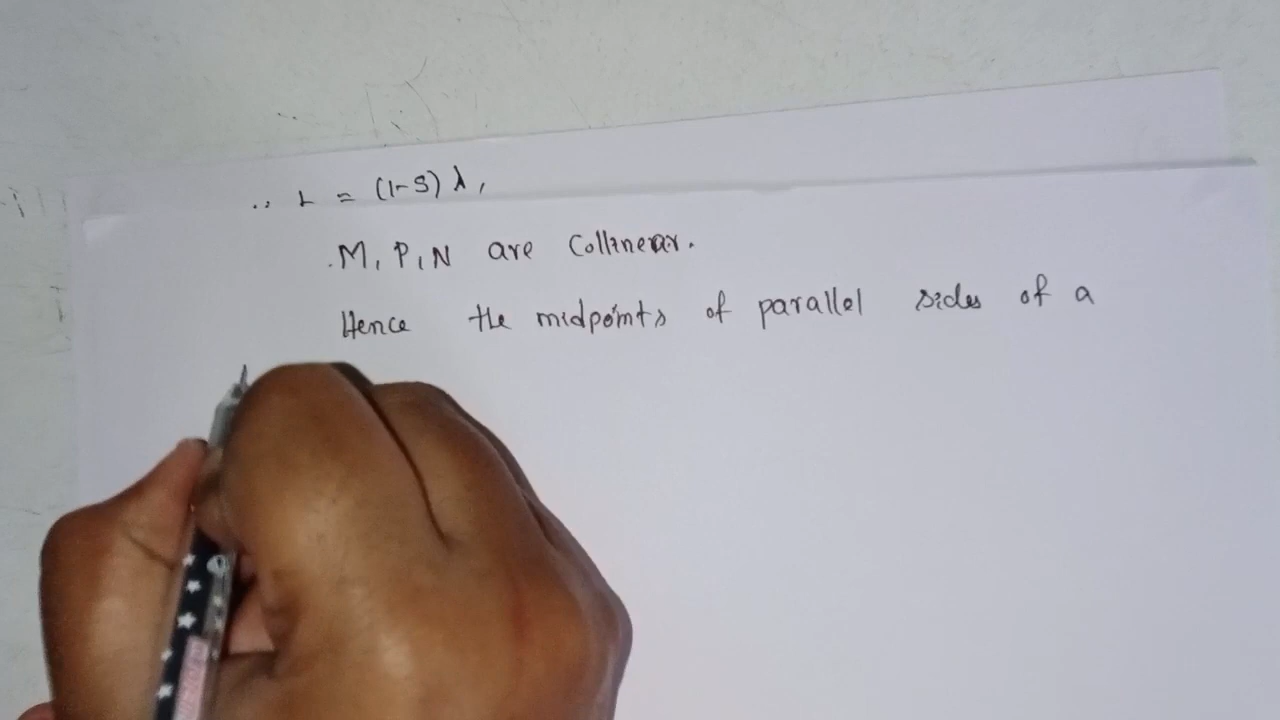 ∴ t = (1-s) λ,
M, P, N are collinear.
Hence the midpoints of parallel sides of a